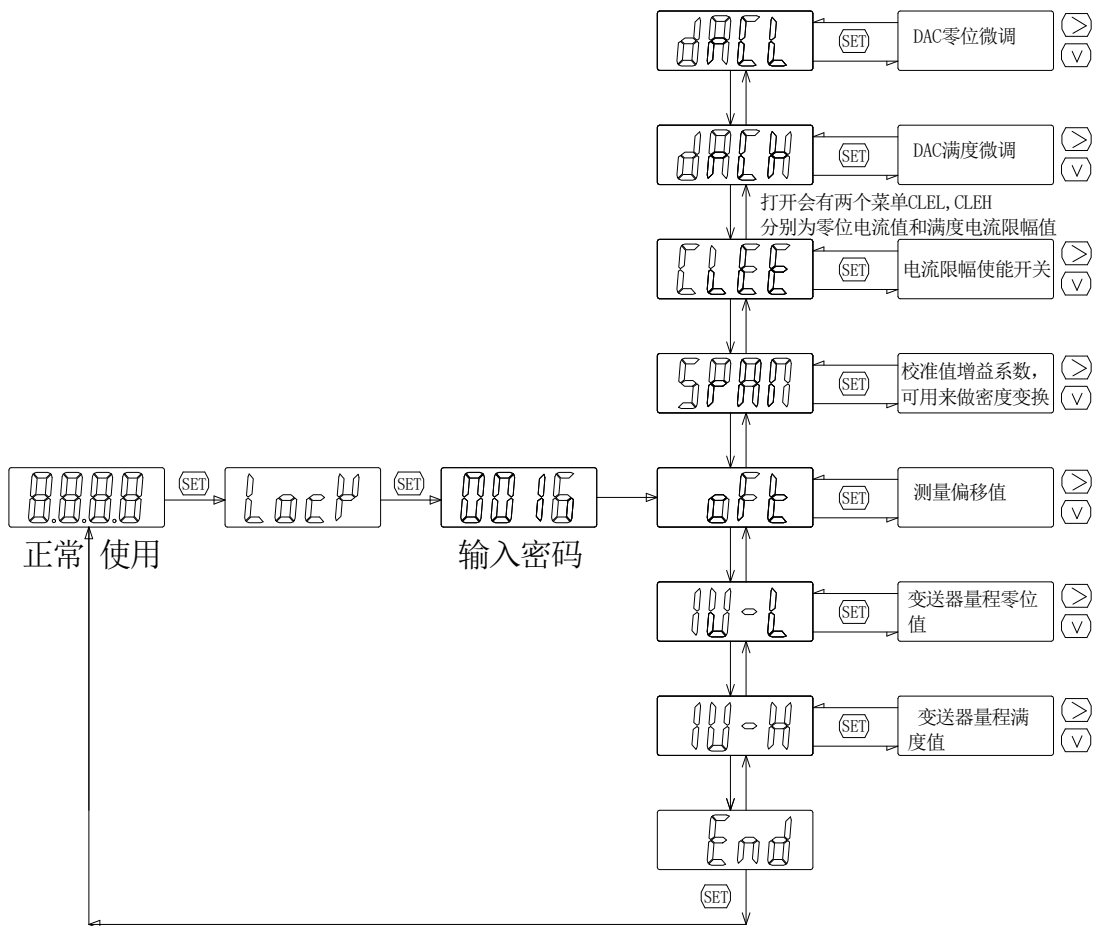 dACL
SET
DAC零位微调
>
∨
dACH
SET
DAC满度微调
>
∨
打开会有两个菜单CLEL,CLEH
分别为零位电流值和满度电流限幅值
CLEE
SET
电流限幅使能开关
>
∨
SPAN
SET
校准值增益系数,
可用来做密度变换
>
∨
8.8.8.8
SET
LocK
SET
0016
oFt
SET
测量偏移值
>
∨
正常 使用
输入密码
1U-L
SET
变送器量程零位
值
>
∨
1U-H
SET
变送器量程满
度值
>
∨
End
SET